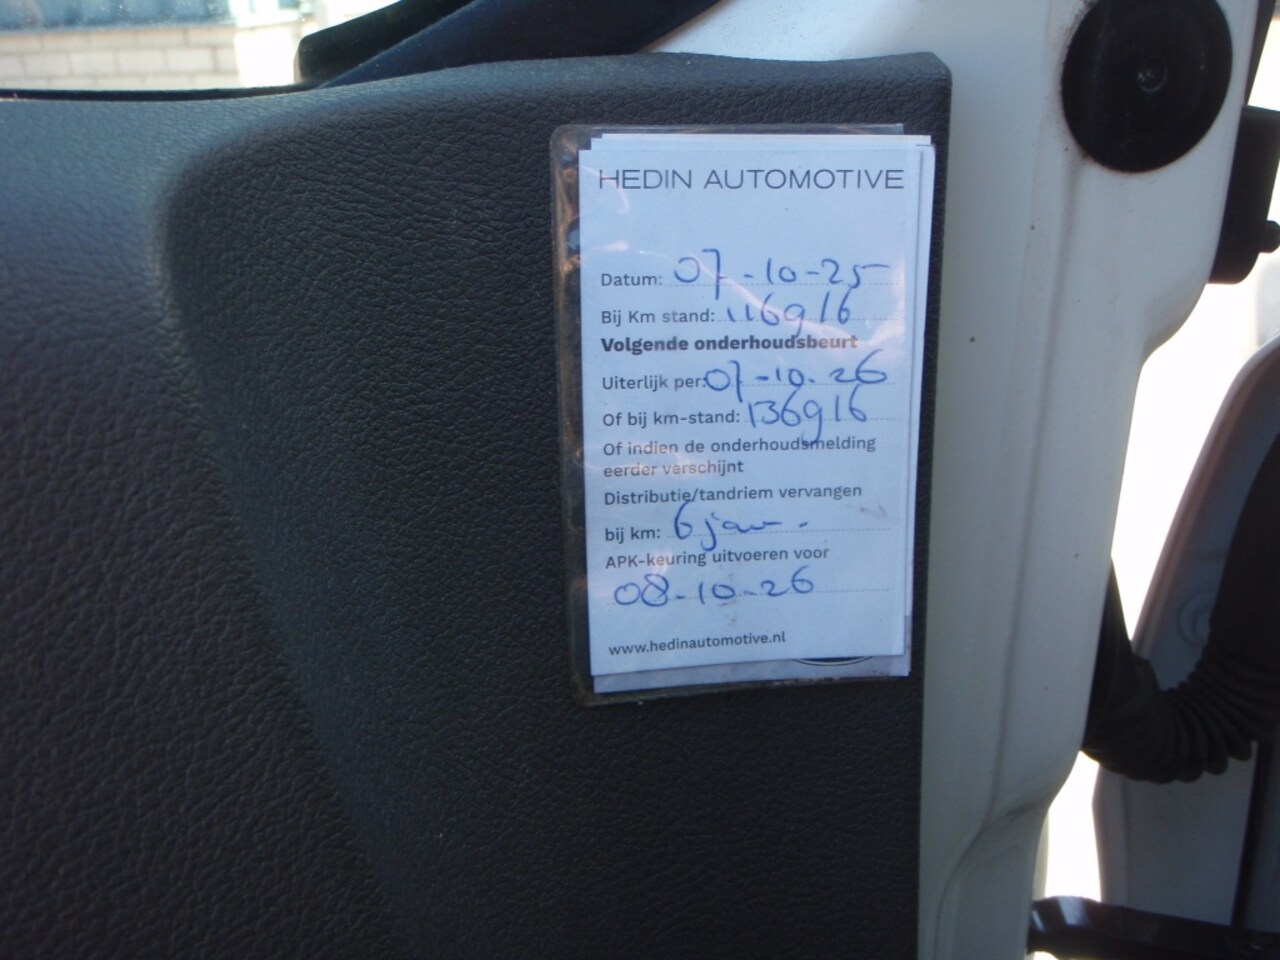 HEDIN AUTOMOTIVE
Datum: 07-10-25
Bij Km stand: 116916
Volgende onderhoudsbeurt
Uiterlijk per: 07-10-26
Of bij km-stand: 136916
Of indien de onderhoudsmelding
eerder verschijnt
Distributie/tandriem vervangen
bij km: 6 jaar.
APK-keuring uitvoeren voor
08-10-26
www.hedinautomotive.nl